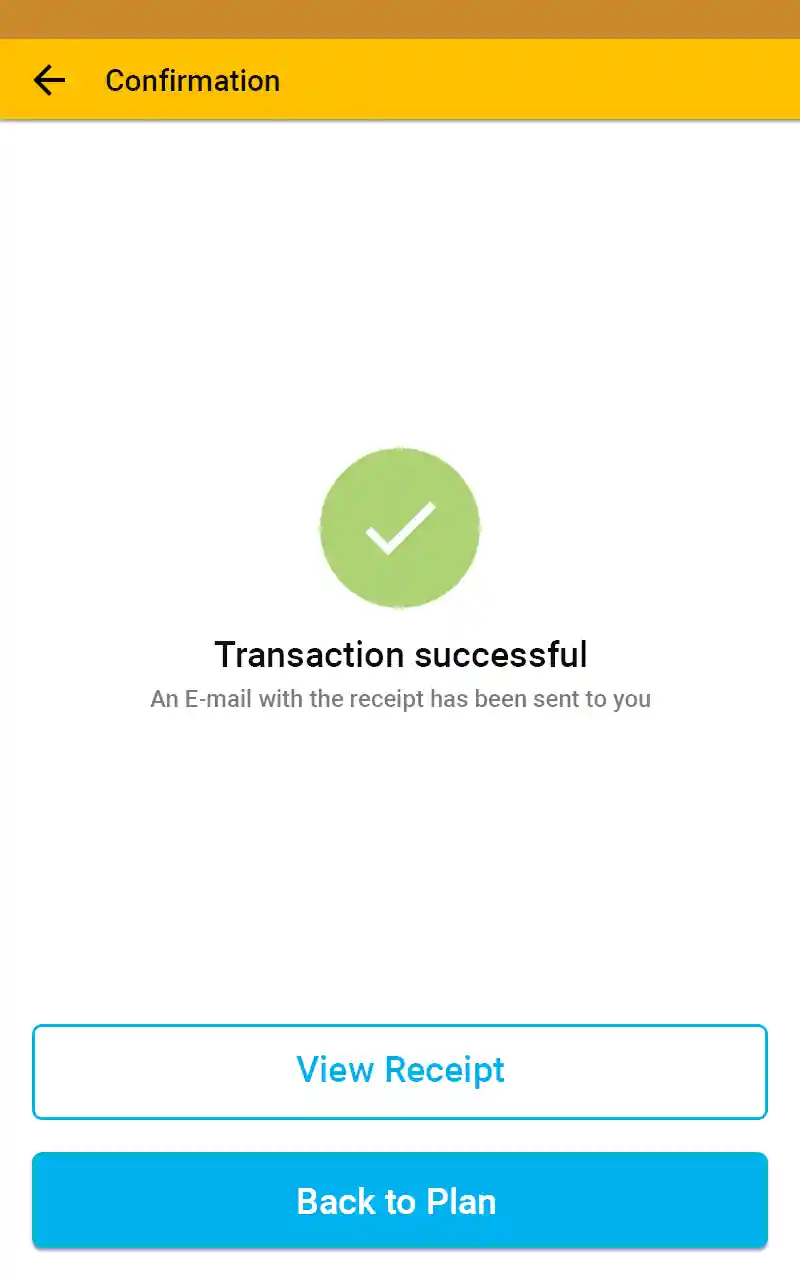 Confirmation
Transaction successful
An E-mail with the receipt has been sent to you
View Receipt
Back to Plan